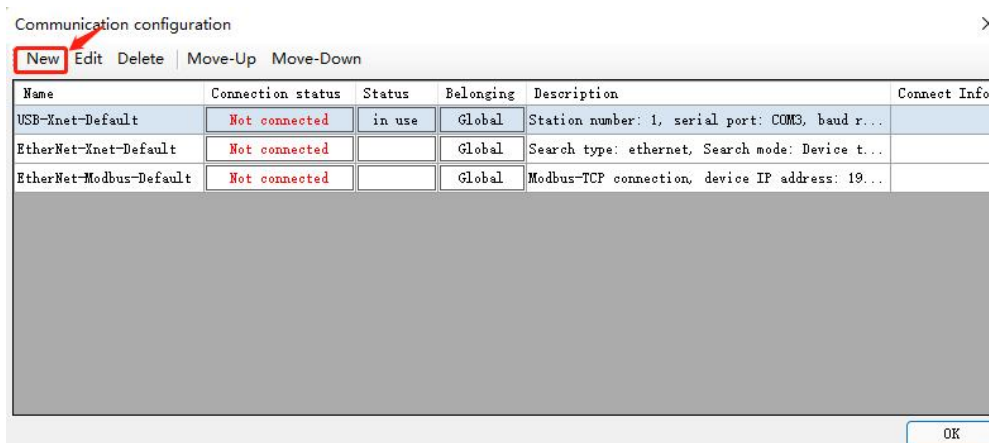 Communication configuration
New Edit Delete Move-Up Move-Down
Name Connection status Status Belonging Description Connect Info
USB-Xnet-Default Not connected in use Global Station number: 1, serial port: COM3, baud r...
EtherNet-Xnet-Default Not connected Global Search type: ethernet, Search mode: Device t...
EtherNet-Modbus-Default Not connected Global Modbus-TCP connection, device IP address: 19...
OK